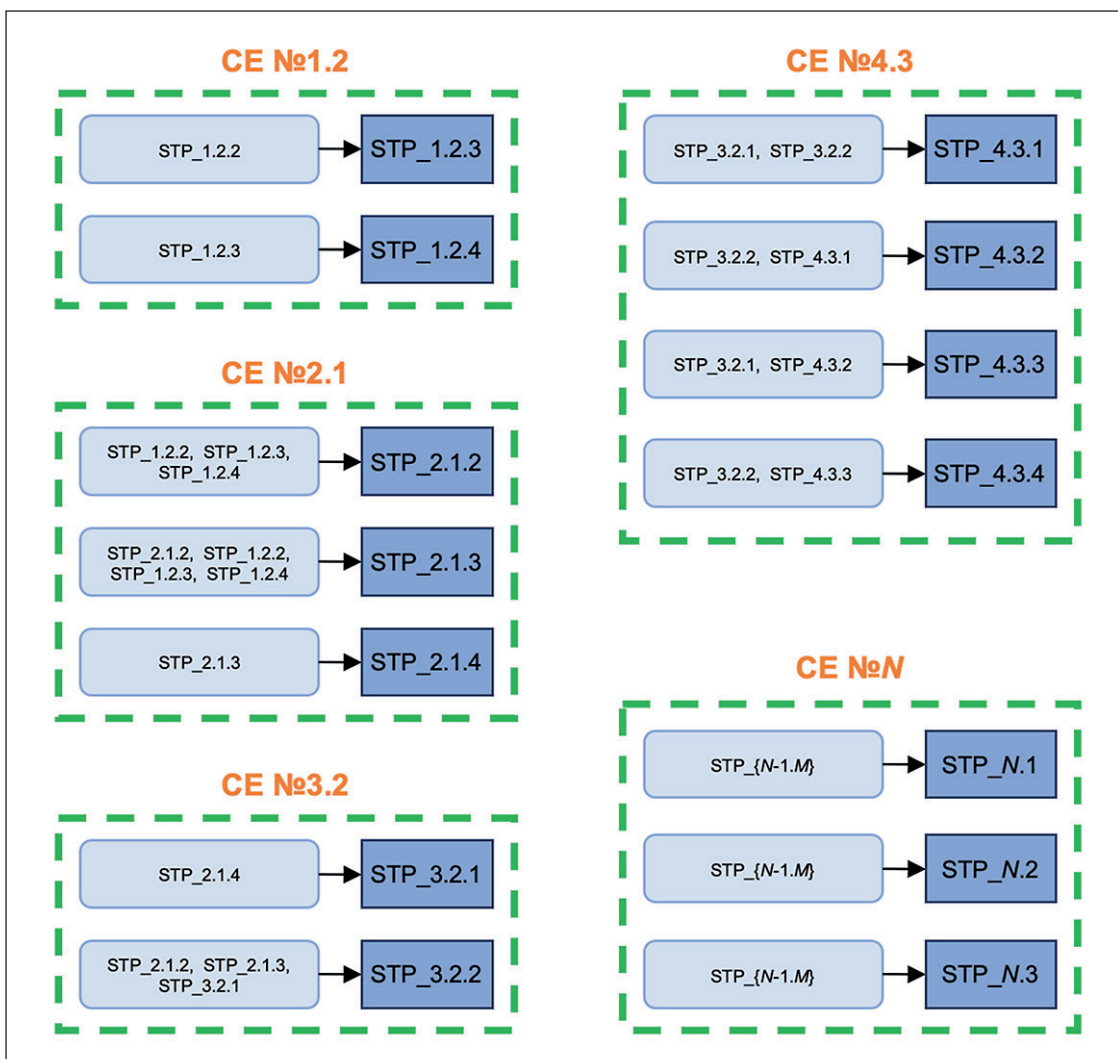 CE №1.2
STP_1.2.2
STP_1.2.3
STP_1.2.3
STP_1.2.4
CE №2.1
STP_1.2.2, STP_1.2.3,
STP_1.2.4
STP_2.1.2
STP_2.1.2, STP_1.2.2,
STP_1.2.3, STP_1.2.4
STP_2.1.3
STP_2.1.3
STP_2.1.4
CE №3.2
STP_2.1.4
STP_3.2.1
STP_2.1.2, STP_2.1.3,
STP_3.2.1
STP_3.2.2
CE №4.3
STP_3.2.1, STP_3.2.2
STP_4.3.1
STP_3.2.2, STP_4.3.1
STP_4.3.2
STP_3.2.1, STP_4.3.2
STP_4.3.3
STP_3.2.2, STP_4.3.3
STP_4.3.4
CE №N
STP_{N-1.M}
STP_N.1
STP_{N-1.M}
STP_N.2
STP_{N-1.M}
STP_N.3